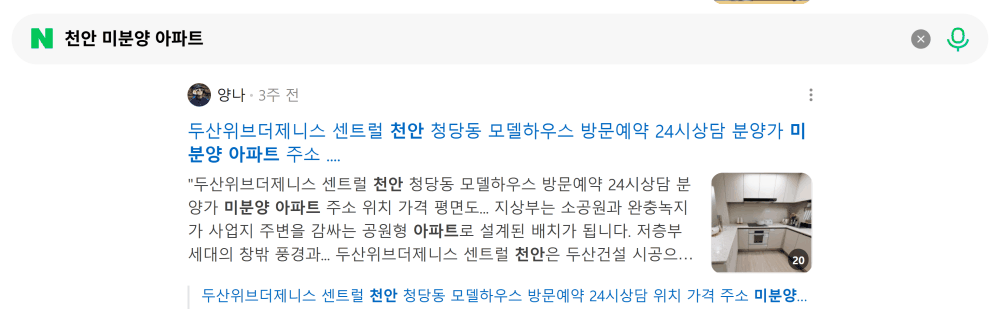 N 천안 미분양 아파트
양나 · 3주 전
두산위브더제니스 센트럴 천안 청당동 모델하우스 방문예약 24시상담 분양가 미
분양 아파트 주소 ....
"두산위브더제니스 센트럴 천안 청당동 모델하우스 방문예약 24시상담 분
양가 미분양 아파트 주소 위치 가격 평면도... 지상부는 소공원과 완충녹지
가 사업지 주변을 감싸는 공원형 아파트로 설계된 배치가 됩니다. 저층부
세대의 창밖 풍경과... 두산위브더제니스 센트럴 천안은 두산건설 시공으...
20
두산위브더제니스 센트럴 천안 청당동 모델하우스 방문예약 24시상담 위치 가격 주소 미분양...